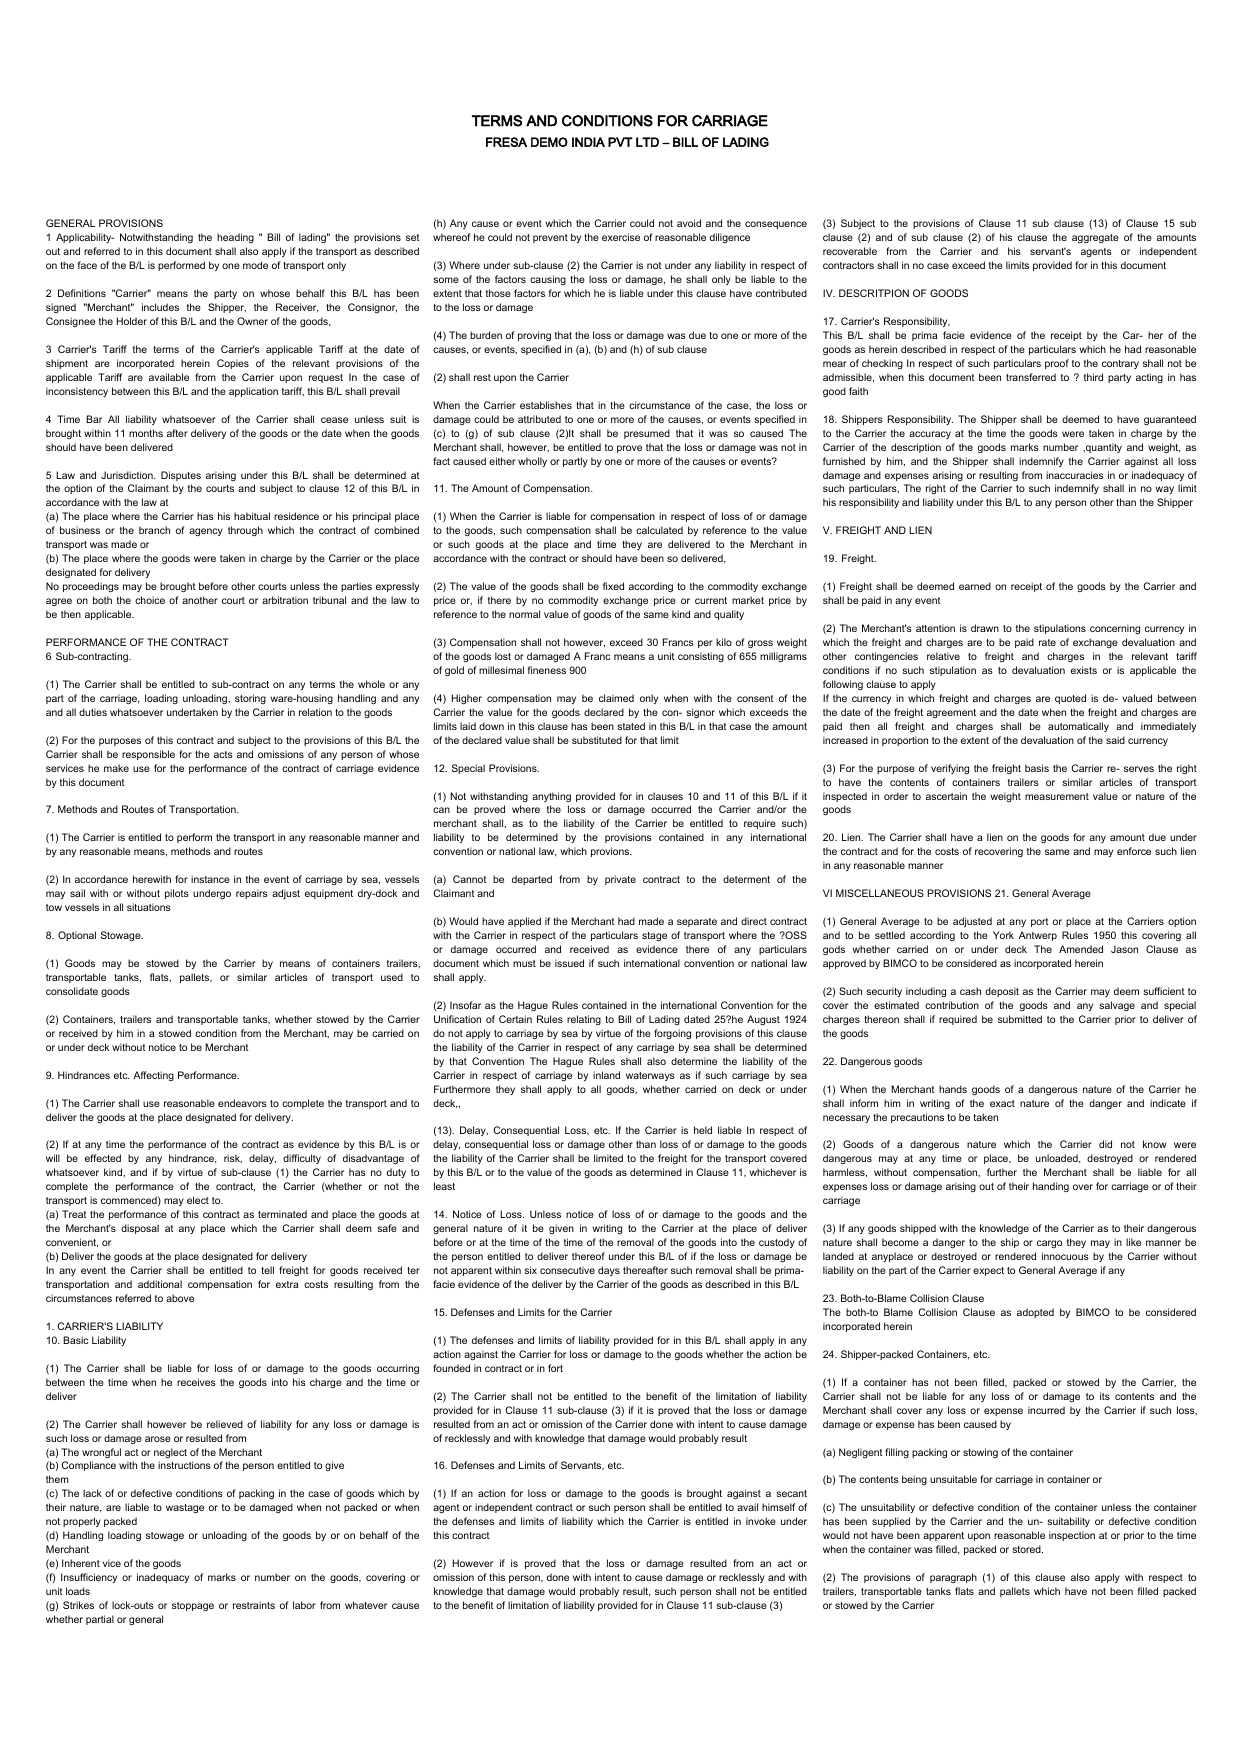 TERMS AND CONDITIONS FOR CARRIAGE
FRESA DEMO INDIA PVT LTD – BILL OF LADING
GENERAL PROVISIONS
1 Applicability- Notwithstanding the heading " Bill of lading" the provisions set
out and referred to in this document shall also apply if the transport as described
on the face of the B/L is performed by one mode of transport only
2 Definitions "Carrier" means the party on whose behalf this B/L has been
signed "Merchant" includes the Shipper, the Receiver, the Consignor, the
Consignee the Holder of this B/L and the Owner of the goods,
3 Carrier's Tariff the terms of the Carrier's applicable Tariff at the date of
shipment are incorporated herein Copies of the relevant provisions of the
applicable Tariff are available from the Carrier upon request In the case of
inconsistency between this B/L and the application tariff, this B/L shall prevail
4 Time Bar All liability whatsoever of the Carrier shall cease unless suit is
brought within 11 months after delivery of the goods or the date when the goods
should have been delivered
5 Law and Jurisdiction. Disputes arising under this B/L shall be determined at
the option of the Claimant by the courts and subject to clause 12 of this B/L in
accordance with the law at
(a) The place where the Carrier has his habitual residence or his principal place
of business or the branch of agency through which the contract of combined
transport was made or
(b) The place where the goods were taken in charge by the Carrier or the place
designated for delivery
No proceedings may be brought before other courts unless the parties expressly
agree on both the choice of another court or arbitration tribunal and the law to
be then applicable.
PERFORMANCE OF THE CONTRACT
6 Sub-contracting.
(1) The Carrier shall be entitled to sub-contract on any terms the whole or any
part of the carriage, loading unloading, storing ware-housing handling and any
and all duties whatsoever undertaken by the Carrier in relation to the goods
(2) For the purposes of this contract and subject to the provisions of this B/L the
Carrier shall be responsible for the acts and omissions of any person of whose
services he make use for the performance of the contract of carriage evidence
by this document
7. Methods and Routes of Transportation.
(1) The Carrier is entitled to perform the transport in any reasonable manner and
by any reasonable means, methods and routes
(2) In accordance herewith for instance in the event of carriage by sea, vessels
may sail with or without pilots undergo repairs adjust equipment dry-dock and
tow vessels in all situations
8. Optional Stowage.
(1) Goods may be stowed by the Carrier by means of containers trailers,
transportable tanks, flats, pallets, or similar articles of transport used to
consolidate goods
(2) Containers, trailers and transportable tanks, whether stowed by the Carrier
or received by him in a stowed condition from the Merchant, may be carried on
or under deck without notice to be Merchant
9. Hindrances etc. Affecting Performance.
(1) The Carrier shall use reasonable endeavors to complete the transport and to
deliver the goods at the place designated for delivery.
(2) If at any time the performance of the contract as evidence by this B/L is or
will be effected by any hindrance, risk, delay, difficulty of disadvantage of
whatsoever kind, and if by virtue of sub-clause (1) the Carrier has no duty to
complete the performance of the contract, the Carrier (whether or not the
transport is commenced) may elect to.
(a) Treat the performance of this contract as terminated and place the goods at
the Merchant's disposal at any place which the Carrier shall deem safe and
convenient, or
(b) Deliver the goods at the place designated for delivery
In any event the Carrier shall be entitled to tell freight for goods received ter
transportation and additional compensation for extra costs resulting from the
circumstances referred to above
1. CARRIER'S LIABILITY
10. Basic Liability
(1) The Carrier shall be liable for loss of or damage to the goods occurring
between the time when he receives the goods into his charge and the time or
deliver
(2) The Carrier shall however be relieved of liability for any loss or damage is
such loss or damage arose or resulted from
(a) The wrongful act or neglect of the Merchant
(b) Compliance with the instructions of the person entitled to give
them
(c) The lack of or defective conditions of packing in the case of goods which by
their nature, are liable to wastage or to be damaged when not packed or when
not properly packed
(d) Handling loading stowage or unloading of the goods by or on behalf of the
Merchant
(e) Inherent vice of the goods
(f) Insufficiency or inadequacy of marks or number on the goods, covering or
unit loads
(g) Strikes of lock-outs or stoppage or restraints of labor from whatever cause
whether partial or general
(h) Any cause or event which the Carrier could not avoid and the consequence
whereof he could not prevent by the exercise of reasonable diligence
(3) Where under sub-clause (2) the Carrier is not under any liability in respect of
some of the factors causing the loss or damage, he shall only be liable to the
extent that those factors for which he is liable under this clause have contributed
to the loss or damage
(4) The burden of proving that the loss or damage was due to one or more of the
causes, or events, specified in (a), (b) and (h) of sub clause
(2) shall rest upon the Carrier
When the Carrier establishes that in the circumstance of the case, the loss or
damage could be attributed to one or more of the causes, or events specified in
(c) to (g) of sub clause (2)It shall be presumed that it was so caused The
Merchant shall, however, be entitled to prove that the loss or damage was not in
fact caused either wholly or partly by one or more of the causes or events?
11. The Amount of Compensation.
(1) When the Carrier is liable for compensation in respect of loss of or damage
to the goods, such compensation shall be calculated by reference to the value
or such goods at the place and time they are delivered to the Merchant in
accordance with the contract or should have been so delivered,
(2) The value of the goods shall be fixed according to the commodity exchange
price or, if there by no commodity exchange price or current market price by
reference to the normal value of goods of the same kind and quality
(3) Compensation shall not however, exceed 30 Francs per kilo of gross weight
of the goods lost or damaged A Franc means a unit consisting of 655 milligrams
of gold of millesimal fineness 900
(4) Higher compensation may be claimed only when with the consent of the
Carrier the value for the goods declared by the con- signor which exceeds the
limits laid down in this clause has been stated in this B/L in that case the amount
of the declared value shall be substituted for that limit
12. Special Provisions.
(1) Not withstanding anything provided for in clauses 10 and 11 of this B/L if it
can be proved where the loss or damage occurred the Carrier and/or the
merchant shall, as to the liability of the Carrier be entitled to require such)
liability to be determined by the provisions contained in any international
convention or national law, which provions.
(a) Cannot be departed from by private contract to the determent of the
Claimant and
(b) Would have applied if the Merchant had made a separate and direct contract
with the Carrier in respect of the particulars stage of transport where the ?OSS
or damage occurred and received as evidence there of any particulars
document which must be issued if such international convention or national law
shall apply.
(2) Insofar as the Hague Rules contained in the international Convention for the
Unification of Certain Rules relating to Bill of Lading dated 25?he August 1924
do not apply to carriage by sea by virtue of the forgoing provisions of this clause
the liability of the Carrier in respect of any carriage by sea shall be determined
by that Convention The Hague Rules shall also determine the liability of the
Carrier in respect of carriage by inland waterways as if such carriage by sea
Furthermore they shall apply to all goods, whether carried on deck or under
deck,,
(13). Delay, Consequential Loss, etc. If the Carrier is held liable In respect of
delay, consequential loss or damage other than loss of or damage to the goods
the liability of the Carrier shall be limited to the freight for the transport covered
by this B/L or to the value of the goods as determined in Clause 11, whichever is
least
14. Notice of Loss. Unless notice of loss of or damage to the goods and the
general nature of it be given in writing to the Carrier at the place of deliver
before or at the time of the time of the removal of the goods into the custody of
the person entitled to deliver thereof under this B/L of if the loss or damage be
not apparent within six consecutive days thereafter such removal shall be prima-
facie evidence of the deliver by the Carrier of the goods as described in this B/L
15. Defenses and Limits for the Carrier
(1) The defenses and limits of liability provided for in this B/L shall apply in any
action against the Carrier for loss or damage to the goods whether the action be
founded in contract or in fort
(2) The Carrier shall not be entitled to the benefit of the limitation of liability
provided for in Clause 11 sub-clause (3) if it is proved that the loss or damage
resulted from an act or omission of the Carrier done with intent to cause damage
of recklessly and with knowledge that damage would probably result
16. Defenses and Limits of Servants, etc.
(1) If an action for loss or damage to the goods is brought against a secant
agent or independent contract or such person shall be entitled to avail himself of
the defenses and limits of liability which the Carrier is entitled in invoke under
this contract
(2) However if is proved that the loss or damage resulted from an act or
omission of this person, done with intent to cause damage or recklessly and with
knowledge that damage would probably result, such person shall not be entitled
to the benefit of limitation of liability provided for in Clause 11 sub-clause (3)
(3) Subject to the provisions of Clause 11 sub clause (13) of Clause 15 sub
clause (2) and of sub clause (2) of his clause the aggregate of the amounts
recoverable from the Carrier and his servant's agents or independent
contractors shall in no case exceed the limits provided for in this document
IV. DESCRITPION OF GOODS
17. Carrier's Responsibility,
This B/L shall be prima facie evidence of the receipt by the Car- her of the
goods as herein described in respect of the particulars which he had reasonable
mear of checking In respect of such particulars proof to the contrary shall not be
admissible, when this document been transferred to ? third party acting in has
good faith
18. Shippers Responsibility. The Shipper shall be deemed to have guaranteed
to the Carrier the accuracy at the time the goods were taken in charge by the
Carrier of the description of the goods marks number ,quantity and weight, as
furnished by him, and the Shipper shall indemnify the Carrier against all loss
damage and expenses arising or resulting from inaccuracies in or inadequacy of
such particulars, The right of the Carrier to such indemnify shall in no way limit
his responsibility and liability under this B/L to any person other than the Shipper
V. FREIGHT AND LIEN
19. Freight.
(1) Freight shall be deemed earned on receipt of the goods by the Carrier and
shall be paid in any event
(2) The Merchant's attention is drawn to the stipulations concerning currency in
which the freight and charges are to be paid rate of exchange devaluation and
other contingencies relative to freight and charges in the relevant tariff
conditions if no such stipulation as to devaluation exists or is applicable the
following clause to apply
If the currency in which freight and charges are quoted is de- valued between
the date of the freight agreement and the date when the freight and charges are
paid then all freight and charges shall be automatically and immediately
increased in proportion to the extent of the devaluation of the said currency
(3) For the purpose of verifying the freight basis the Carrier re- serves the right
to have the contents of containers trailers or similar articles of transport
inspected in order to ascertain the weight measurement value or nature of the
goods
20. Lien. The Carrier shall have a lien on the goods for any amount due under
the contract and for the costs of recovering the same and may enforce such lien
in any reasonable manner
VI MISCELLANEOUS PROVISIONS 21. General Average
(1) General Average to be adjusted at any port or place at the Carriers option
and to be settled according to the York Antwerp Rules 1950 this covering all
gods whether carried on or under deck The Amended Jason Clause as
approved by BIMCO to be considered as incorporated herein
(2) Such security including a cash deposit as the Carrier may deem sufficient to
cover the estimated contribution of the goods and any salvage and special
charges thereon shall if required be submitted to the Carrier prior to deliver of
the goods
22. Dangerous goods
(1) When the Merchant hands goods of a dangerous nature of the Carrier he
shall inform him in writing of the exact nature of the danger and indicate if
necessary the precautions to be taken
(2) Goods of a dangerous nature which the Carrier did not know were
dangerous may at any time or place, be unloaded, destroyed or rendered
harmless, without compensation, further the Merchant shall be liable for all
expenses loss or damage arising out of their handing over for carriage or of their
carriage
(3) If any goods shipped with the knowledge of the Carrier as to their dangerous
nature shall become a danger to the ship or cargo they may in like manner be
landed at anyplace or destroyed or rendered innocuous by the Carrier without
liability on the part of the Carrier expect to General Average if any
23. Both-to-Blame Collision Clause
The both-to Blame Collision Clause as adopted by BIMCO to be considered
incorporated herein
24. Shipper-packed Containers, etc.
(1) If a container has not been filled, packed or stowed by the Carrier, the
Carrier shall not be liable for any loss of or damage to its contents and the
Merchant shall cover any loss or expense incurred by the Carrier if such loss,
damage or expense has been caused by
(a) Negligent filling packing or stowing of the container
(b) The contents being unsuitable for carriage in container or
(c) The unsuitability or defective condition of the container unless the container
has been supplied by the Carrier and the un- suitability or defective condition
would not have been apparent upon reasonable inspection at or prior to the time
when the container was filled, packed or stored.
(2) The provisions of paragraph (1) of this clause also apply with respect to
trailers, transportable tanks flats and pallets which have not been filled packed
or stowed by the Carrier